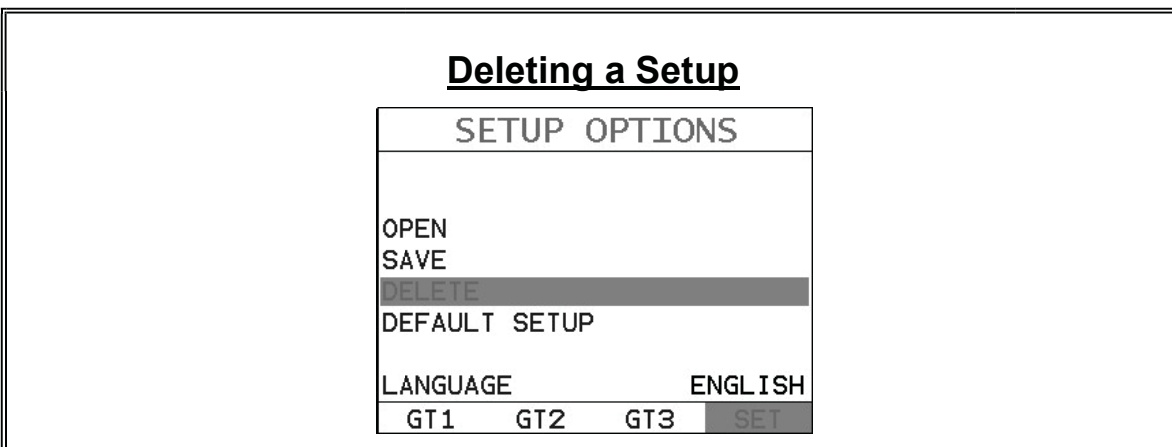 Deleting a Setup
SETUP OPTIONS
OPEN
SAVE
DELETE
DEFAULT SETUP
LANGUAGE ENGLISH
GT1 GT2 GT3 SET